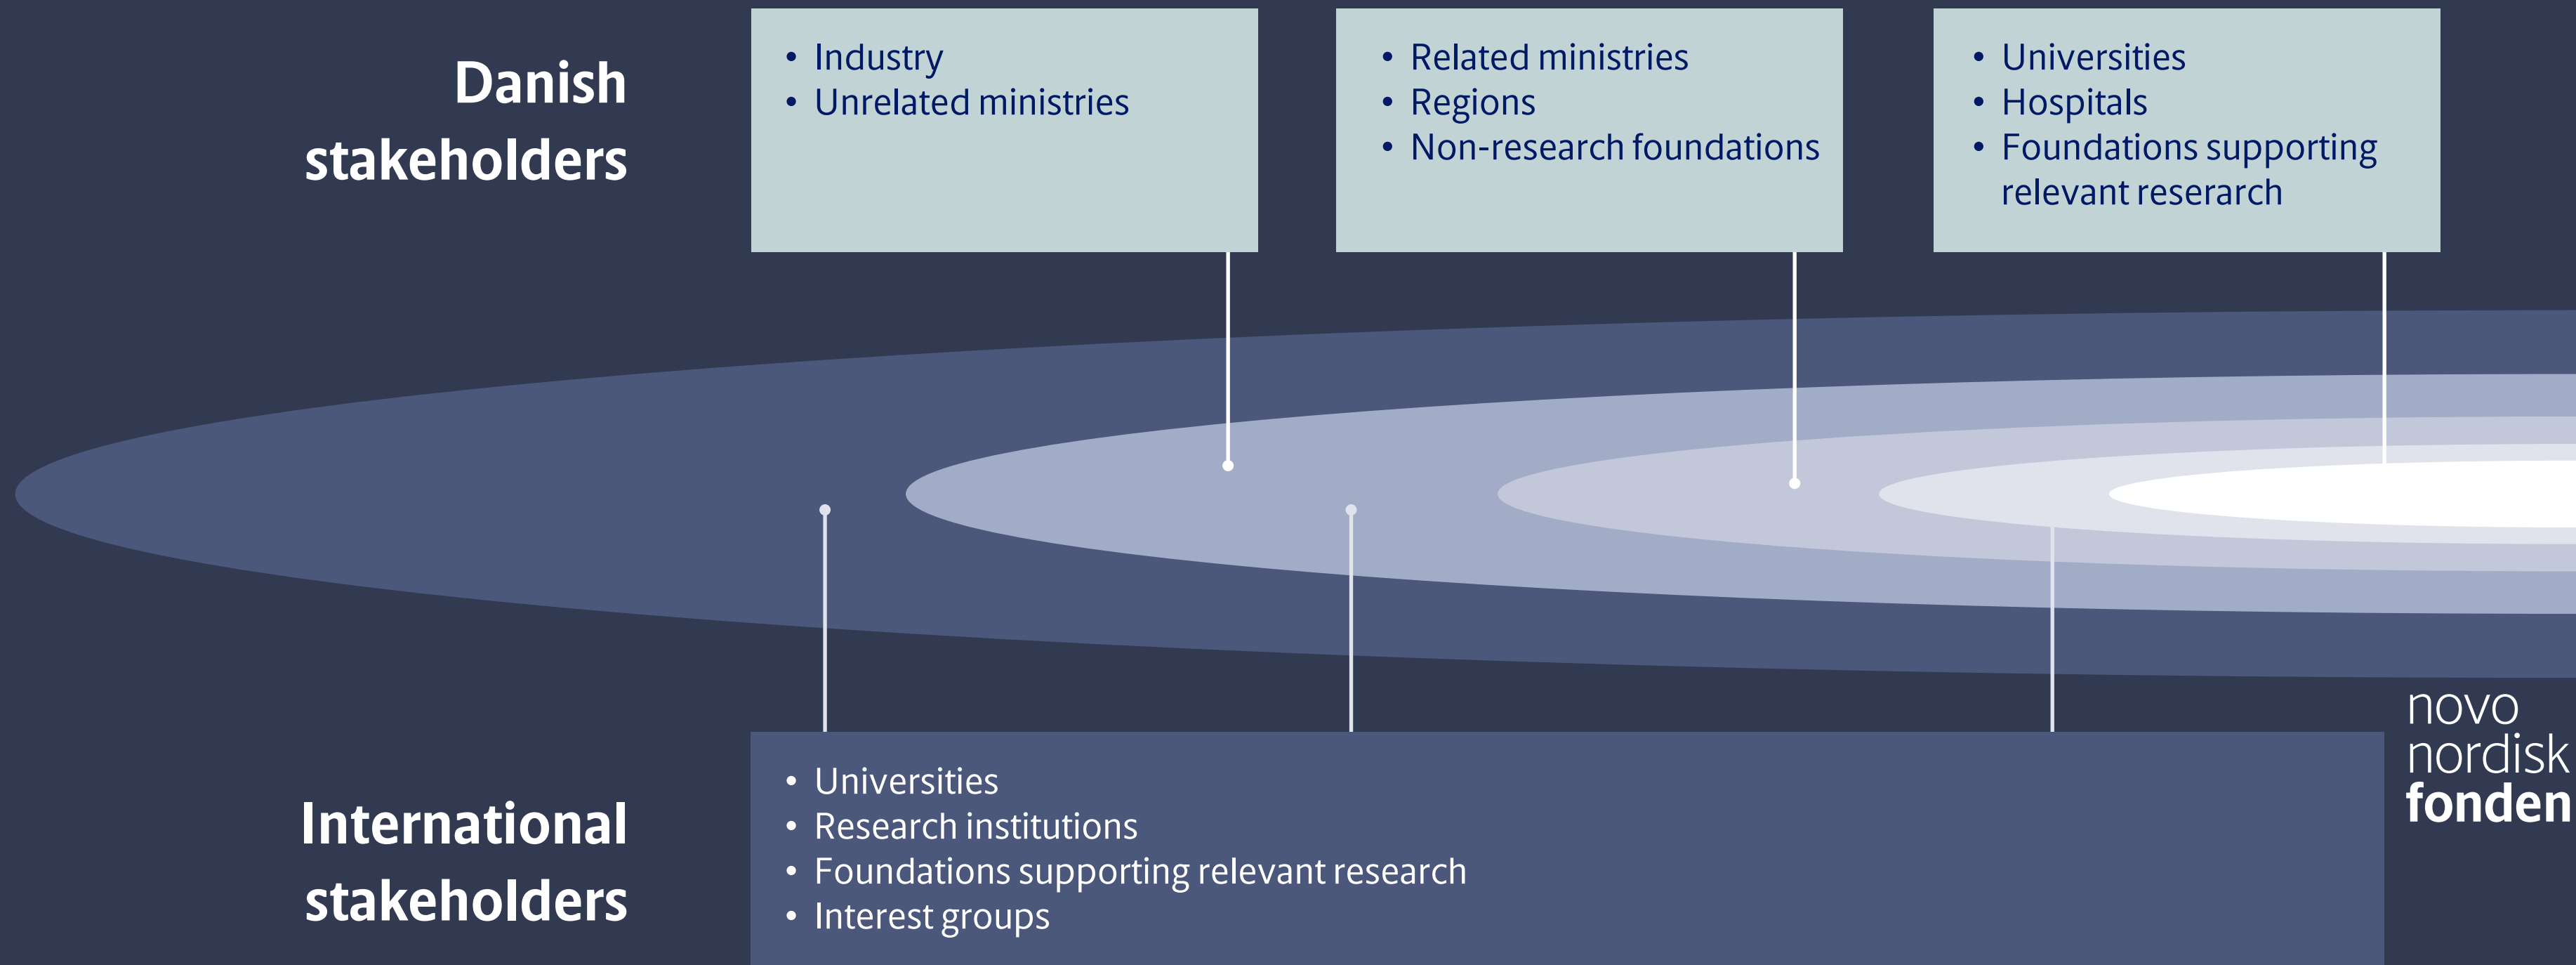 Danish
stakeholders
• Industry
• Unrelated ministries
• Related ministries
• Regions
• Non-research foundations
• Universities
• Hospitals
• Foundations supporting
relevant reserarch
International
stakeholders
• Universities
• Research institutions
• Foundations supporting relevant research
• Interest groups
novo
nordisk
fonden